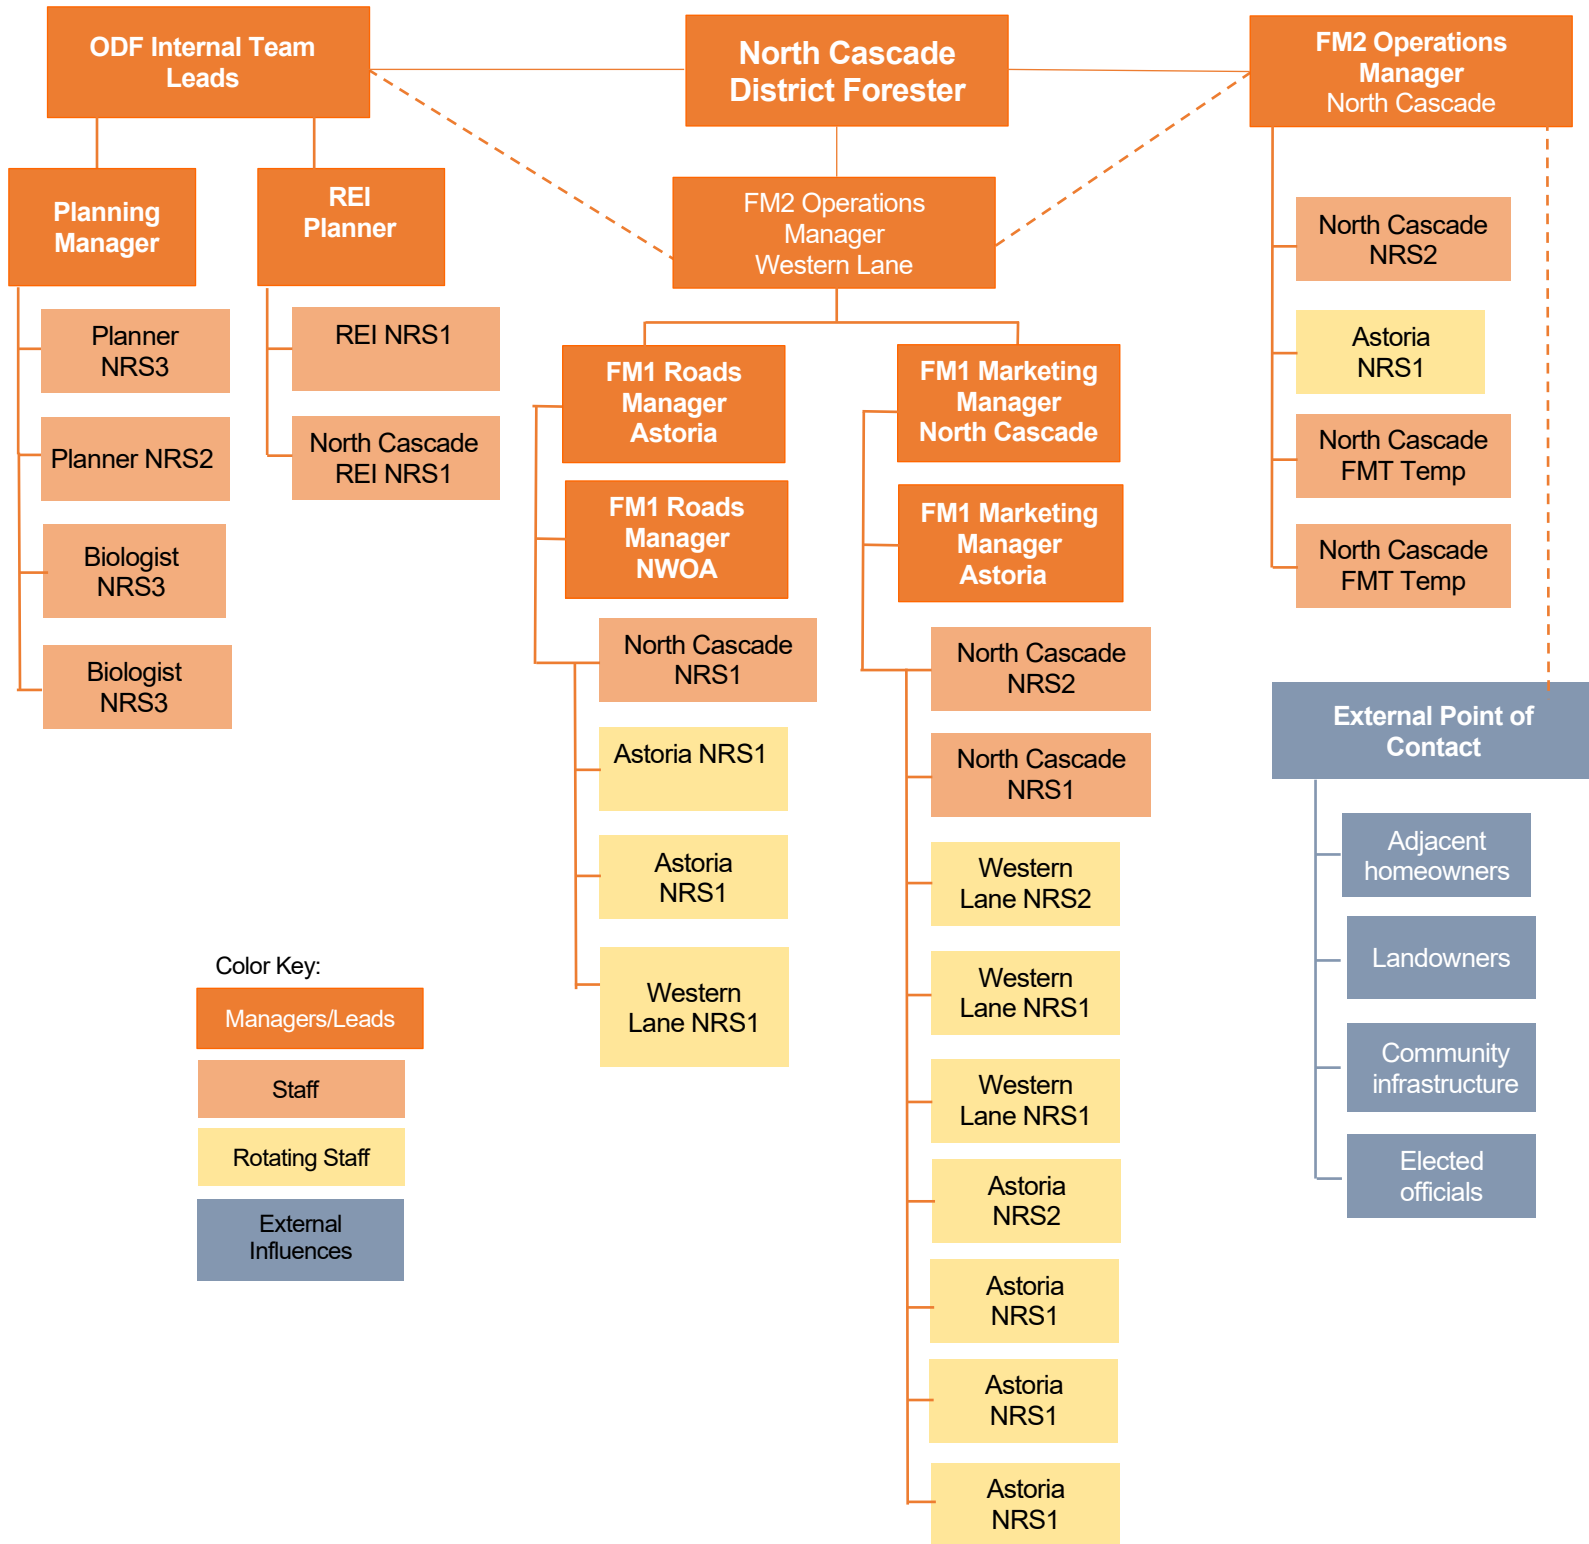 ODF Internal Team
Leads
North Cascade
District Forester
FM2 Operations
Manager
North Cascade
Planning
Manager
REI
Planner
FM2 Operations
Manager
Western Lane
Planner
NRS3
Planner NRS2
Biologist
NRS3
Biologist
NRS3
REI NRS1
North Cascade
REI NRS1
FM1 Roads
Manager
Astoria
FM1 Roads
Manager
NWOA
North Cascade
NRS1
Astoria NRS1
Astoria
NRS1
Western
Lane NRS1
FM1 Marketing
Manager
North Cascade
FM1 Marketing
Manager
Astoria
North Cascade
NRS2
North Cascade
NRS1
Western
Lane NRS2
Western
Lane NRS1
Western
Lane NRS1
Astoria
NRS2
Astoria
NRS1
Astoria
NRS1
Astoria
NRS1
North Cascade
NRS2
Astoria
NRS1
North Cascade
FMT Temp
North Cascade
FMT Temp
External Point of
Contact
Adjacent
homeowners
Landowners
Community
infrastructure
Elected
officials
Color Key:
Managers/Leads
Staff
Rotating Staff
External
Influences